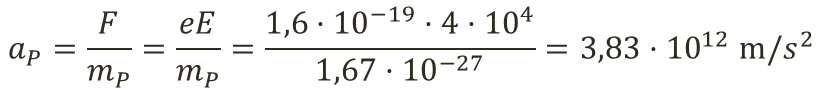 a_P = F/m_P = eE/m_P = (1,6 · 10^−19 · 4 · 10^4)/(1,67 · 10^−27) = 3,83 · 10^12 m/s^2